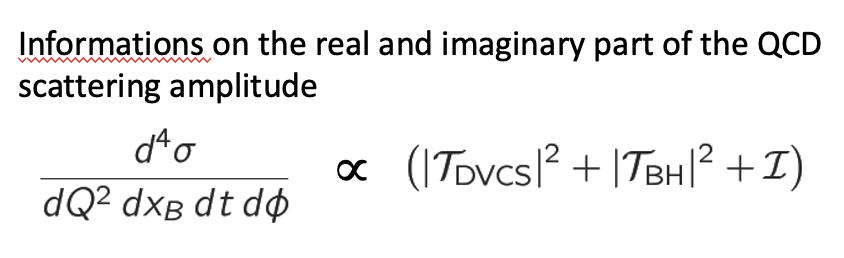 Informations on the real and imaginary part of the QCD
scattering amplitude
d⁴σ
dQ² dx_B dt dϕ
∝ (|𝒯_DVCS|² + |𝒯_BH|² + ℐ)